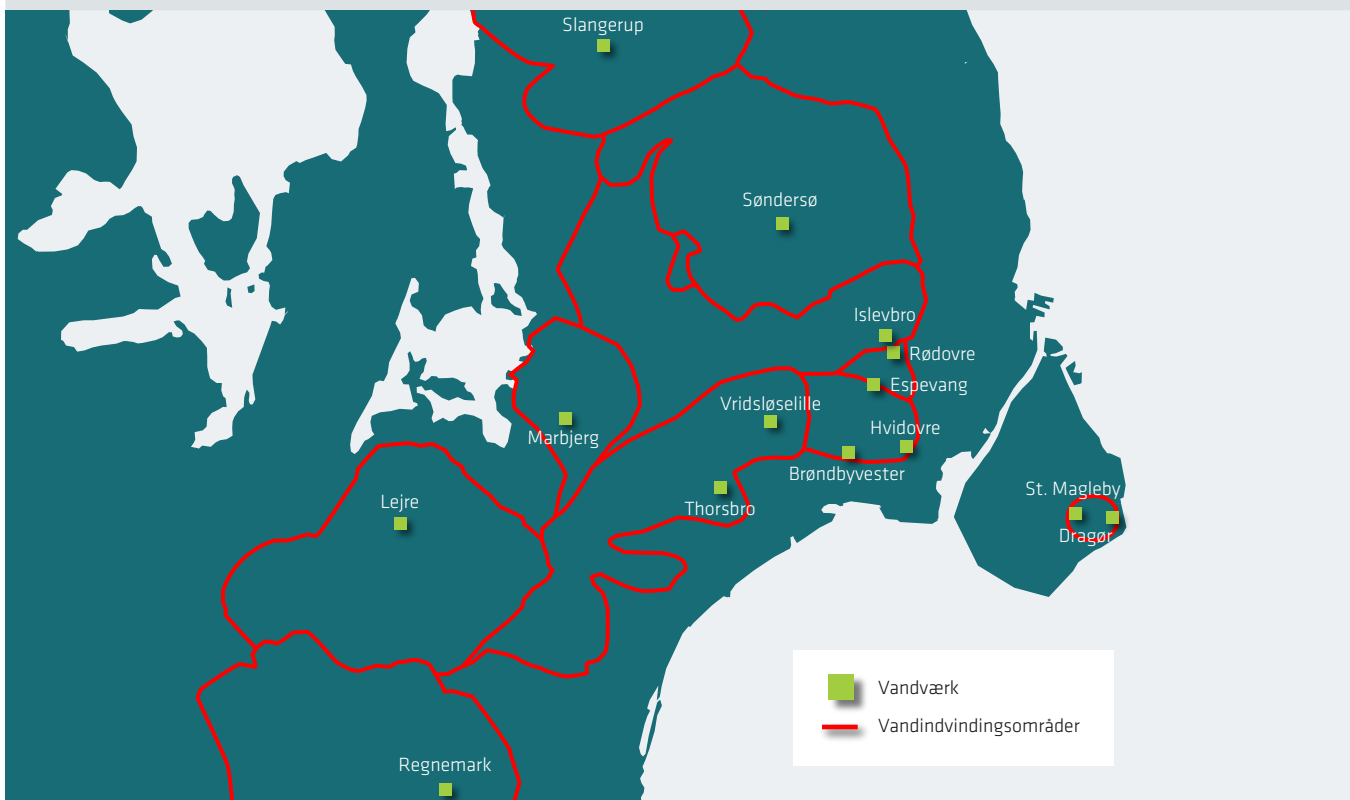 Slangerup
Søndersø
Islevbro
Rødovre
Espevang
Vridsløselille
Hvidovre
Marbjerg
Brøndbyvester
St. Magleby
Lejre
Thorsbro
Dragør
Vandværk
Vandindvindingsområder
Regnemark